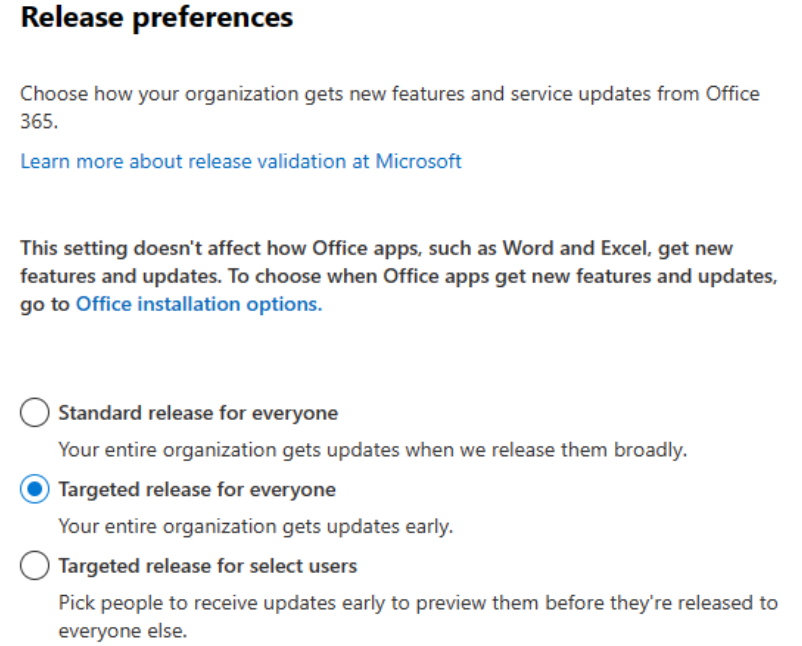 Release preferences
Choose how your organization gets new features and service updates from Office
365.
Learn more about release validation at Microsoft
This setting doesn't affect how Office apps, such as Word and Excel, get new
features and updates. To choose when Office apps get new features and updates,
go to Office installation options.
Standard release for everyone
Your entire organization gets updates when we release them broadly.
Targeted release for everyone
Your entire organization gets updates early.
Targeted release for select users
Pick people to receive updates early to preview them before they're released to
everyone else.